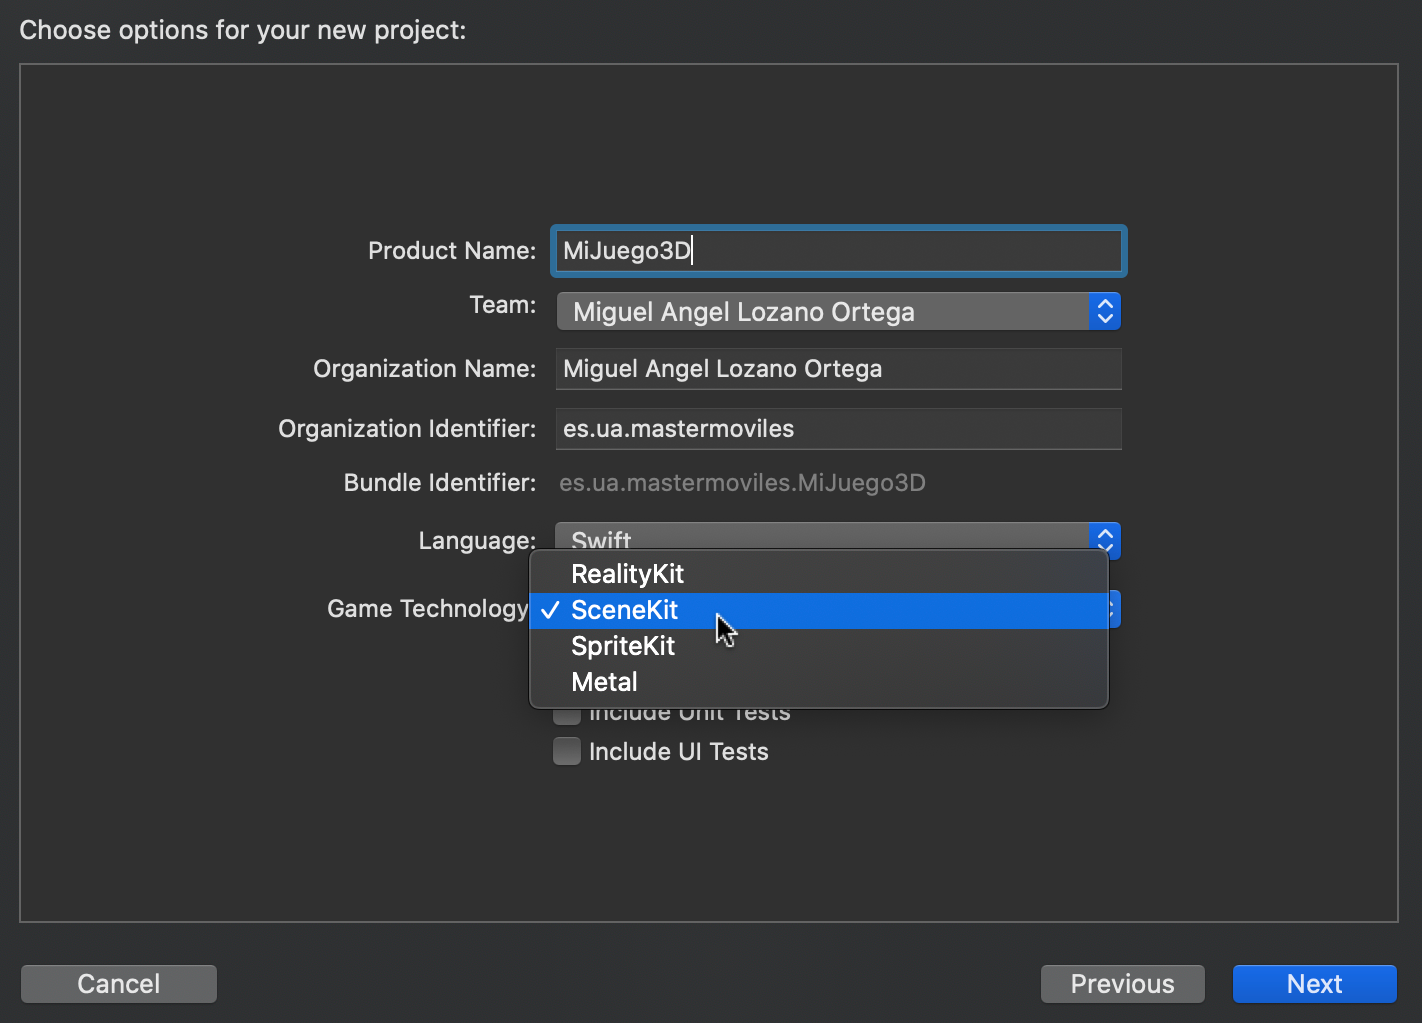 Choose options for your new project:
Product Name: MiJuego3D
Team: Miguel Angel Lozano Ortega
Organization Name: Miguel Angel Lozano Ortega
Organization Identifier: es.ua.mastermoviles
Bundle Identifier: es.ua.mastermoviles.MiJuego3D
Language: Swift
RealityKit
Game Technology ✓ SceneKit
SpriteKit
Metal
Include Unit Tests
Include UI Tests
Cancel Previous Next